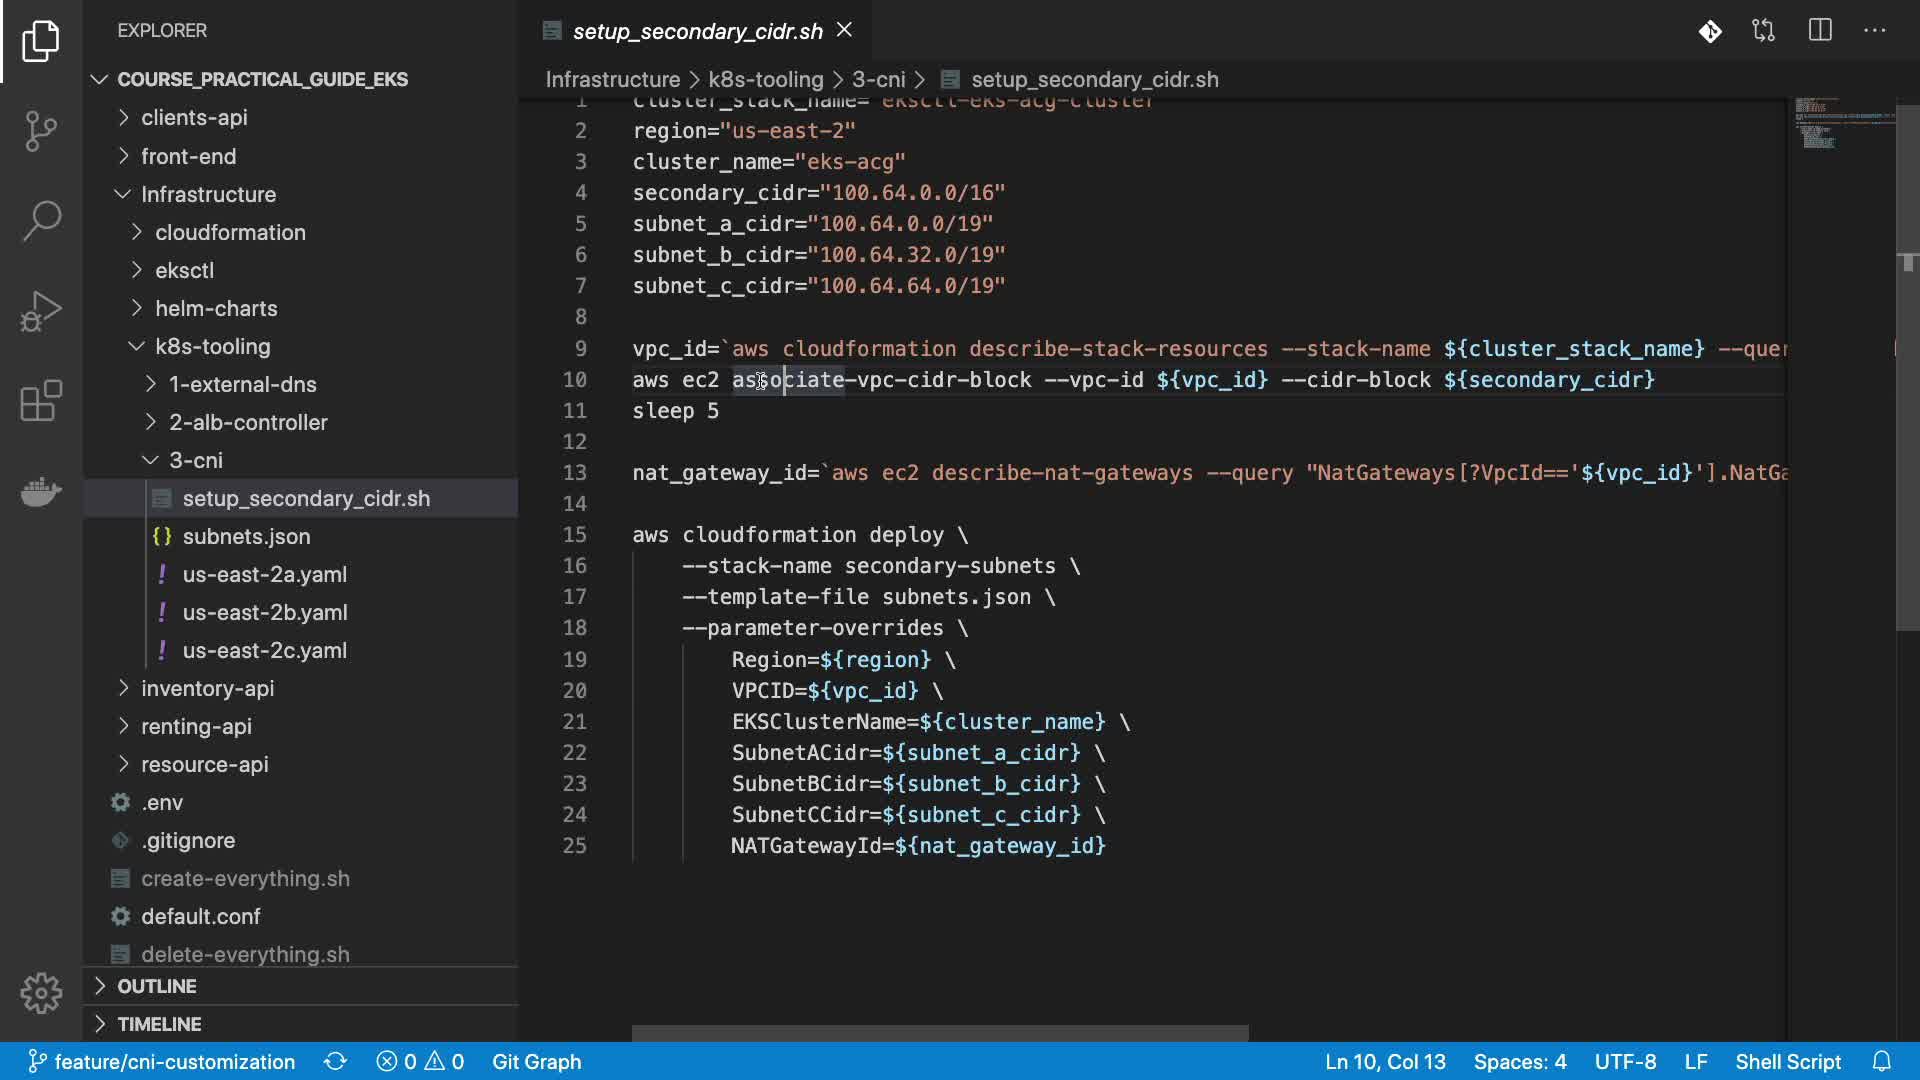 EXPLORER
COURSE_PRACTICAL_GUIDE_EKS
clients-api
front-end
Infrastructure
cloudformation
eksctl
helm-charts
k8s-tooling
1-external-dns
2-alb-controller
3-cni
setup_secondary_cidr.sh
{} subnets.json
! us-east-2a.yaml
! us-east-2b.yaml
! us-east-2c.yaml
inventory-api
renting-api
resource-api
.env
.gitignore
create-everything.sh
default.conf
delete-everything.sh
OUTLINE
TIMELINE
setup_secondary_cidr.sh
Infrastructure > k8s-tooling > 3-cni > setup_secondary_cidr.sh
1 cluster_stack_name="eksctl-eks-acg-cluster"
2 region="us-east-2"
3 cluster_name="eks-acg"
4 secondary_cidr="100.64.0.0/16"
5 subnet_a_cidr="100.64.0.0/19"
6 subnet_b_cidr="100.64.32.0/19"
7 subnet_c_cidr="100.64.64.0/19"
8
9 vpc_id=`aws cloudformation describe-stack-resources --stack-name ${cluster_stack_name} --quer
10 aws ec2 associate-vpc-cidr-block --vpc-id ${vpc_id} --cidr-block ${secondary_cidr}
11 sleep 5
12
13 nat_gateway_id=`aws ec2 describe-nat-gateways --query "NatGateways[?VpcId=='${vpc_id}'].NatGa
14
15 aws cloudformation deploy \
16 --stack-name secondary-subnets \
17 --template-file subnets.json \
18 --parameter-overrides \
19 Region=${region} \
20 VPCID=${vpc_id} \
21 EKSClusterName=${cluster_name} \
22 SubnetACidr=${subnet_a_cidr} \
23 SubnetBCidr=${subnet_b_cidr} \
24 SubnetCCidr=${subnet_c_cidr} \
25 NATGatewayId=${nat_gateway_id}
feature/cni-customization 0 0 Git Graph Ln 10, Col 13 Spaces: 4 UTF-8 LF Shell Script